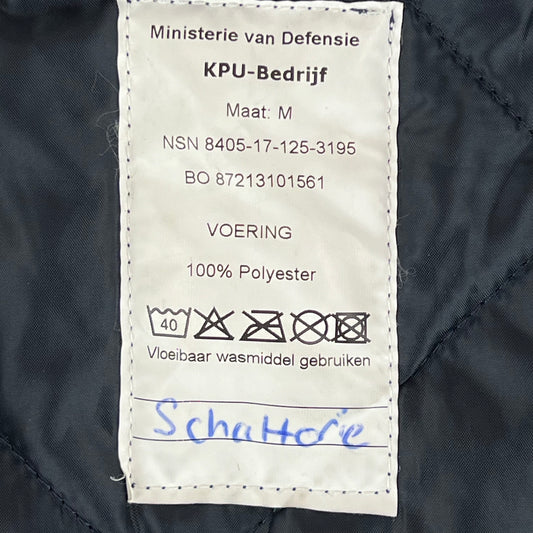 Ministerie van Defensie
KPU-Bedrijf
Maat: M
NSN 8405-17-125-3195
BO 87213101561
VOERING
100% Polyester
40
Vloeibaar wasmiddel gebruiken
Schattorie